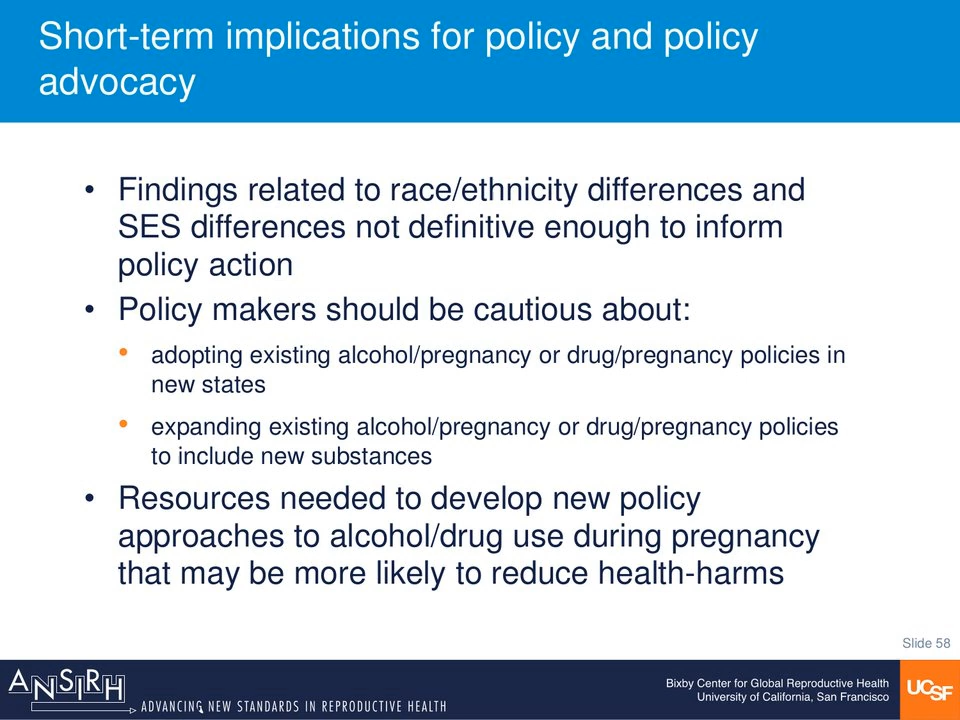 Short-term implications for policy and policy
advocacy
• Findings related to race/ethnicity differences and
SES differences not definitive enough to inform
policy action
• Policy makers should be cautious about:
• adopting existing alcohol/pregnancy or drug/pregnancy policies in
new states
• expanding existing alcohol/pregnancy or drug/pregnancy policies
to include new substances
• Resources needed to develop new policy
approaches to alcohol/drug use during pregnancy
that may be more likely to reduce health-harms
Slide 58
ANSIRH
ADVANCING NEW STANDARDS IN REPRODUCTIVE HEALTH
Bixby Center for Global Reproductive Health
University of California, San Francisco
UCSF